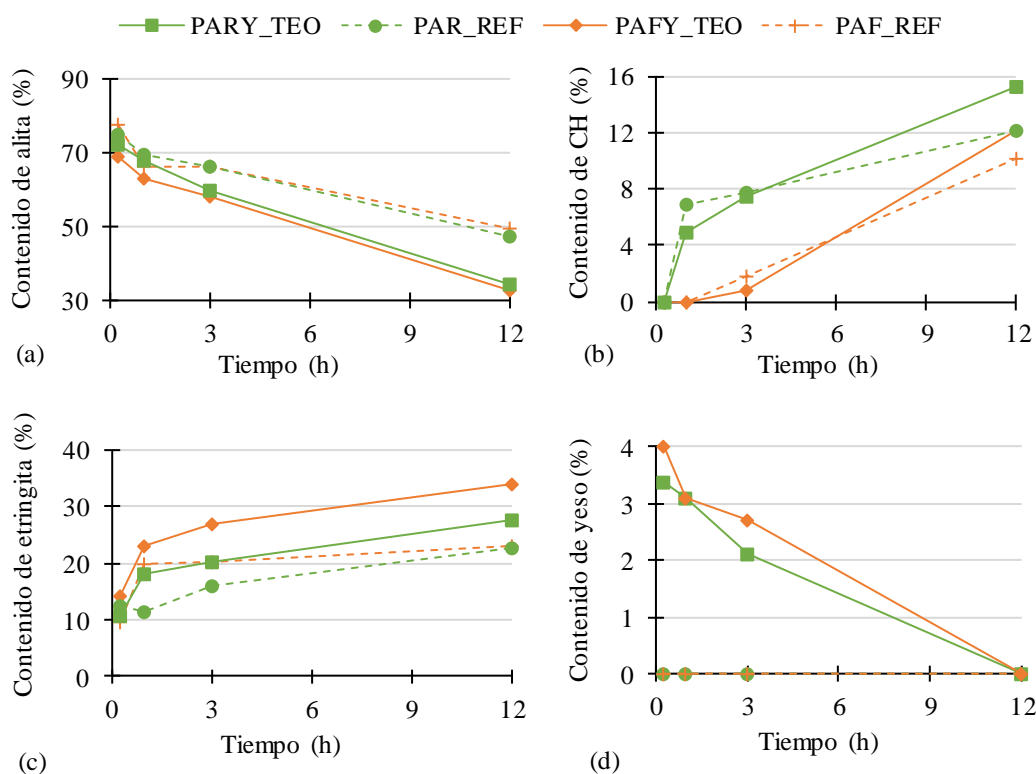 PARY_TEO PAR_REF PAFY_TEO PAF_REF
Contenido de alita (%)
90
70
50
30
0 3 6 9 12
Tiempo (h)
(a)
Contenido de CH (%)
16
12
8
4
0
0 3 6 9 12
Tiempo (h)
(b)
Contenido de etringita (%)
40
30
20
10
0
0 3 6 9 12
Tiempo (h)
(c)
Contenido de yeso (%)
4
3
2
1
0
0 3 6 9 12
Tiempo (h)
(d)